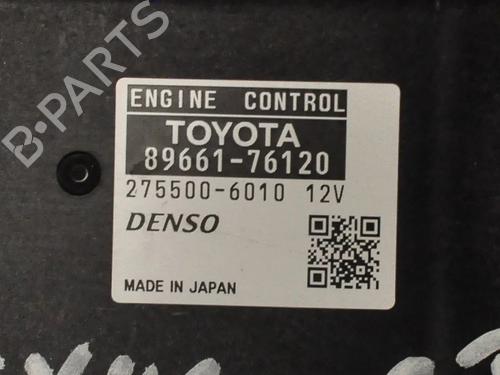 B-PARTS
ENGINE CONTROL
TOYOTA
89661-76120
275500-6010 12V
DENSO
MADE IN JAPAN